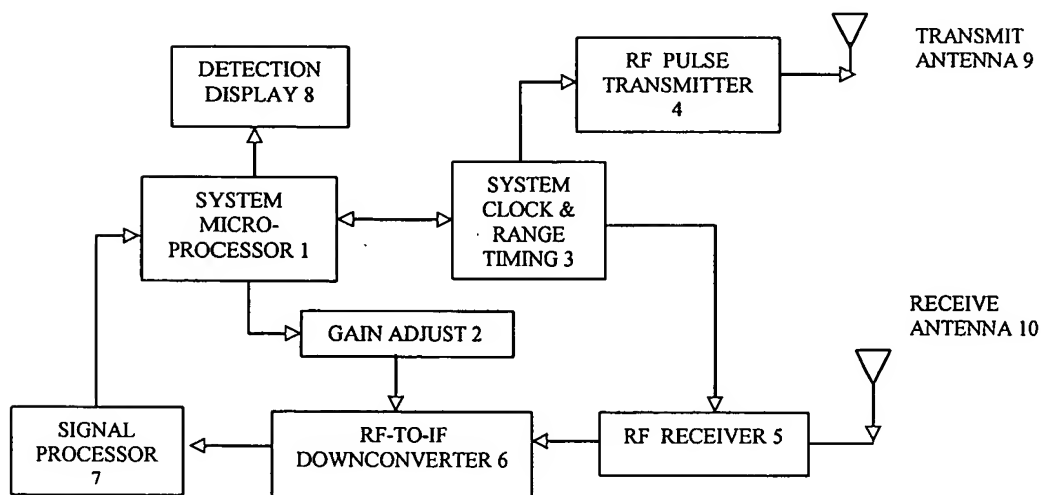 TRANSMIT
ANTENNA 9
RF PULSE
TRANSMITTER
4
DETECTION
DISPLAY 8
SYSTEM
MICRO-
PROCESSOR 1
SYSTEM
CLOCK &
RANGE
TIMING 3
RECEIVE
ANTENNA 10
GAIN ADJUST 2
SIGNAL
PROCESSOR
7
RF-TO-IF
DOWNCONVERTER 6
RF RECEIVER 5